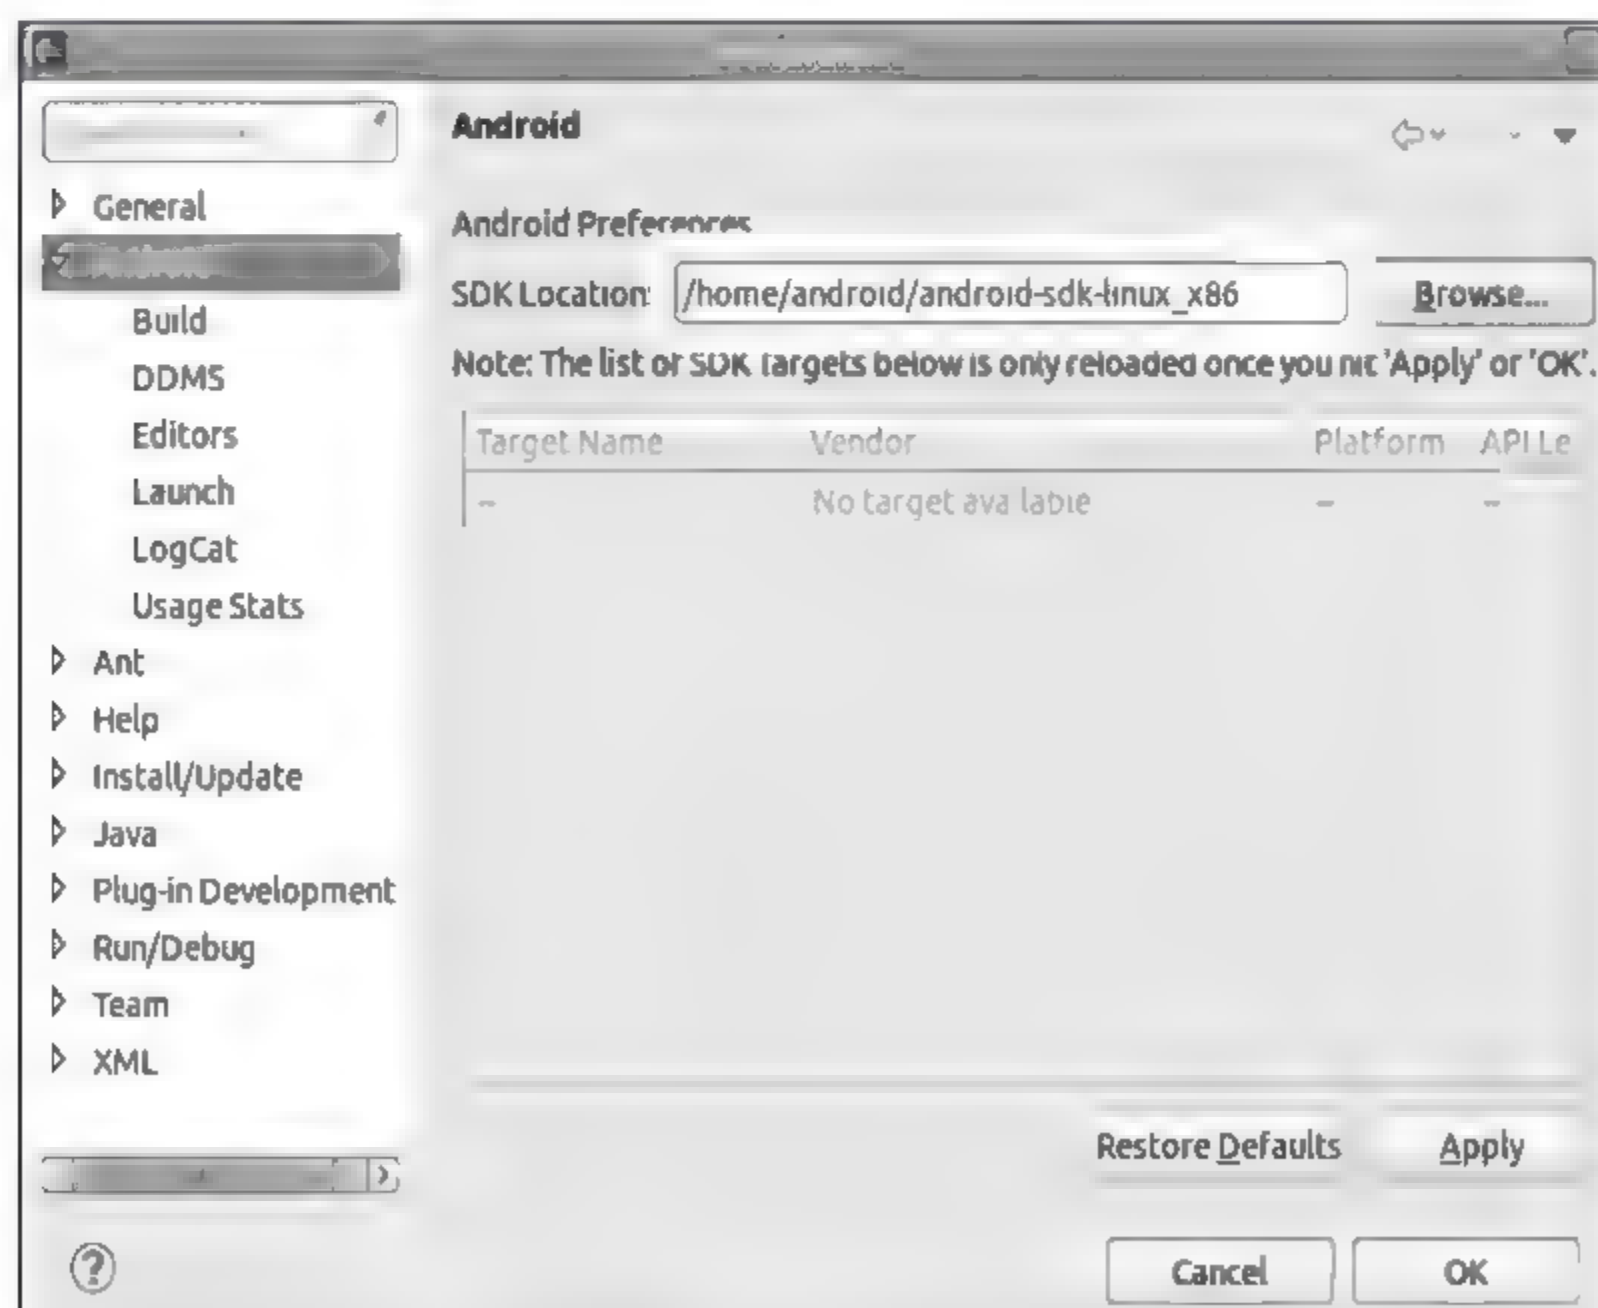 Android
General
Build
DDMS
Editors
Launch
LogCat
Usage Stats
Ant
Help
Install/Update
Java
Plug-in Development
Run/Debug
Team
XML
Android Preferences
SDK Location: /home/android/android-sdk-linux_x86 Browse...
Note: The list of SDK Targets below is only reloaded once you hit 'Apply' or 'OK'.
Target Name Vendor Platform API Le
– No target available – –
Restore Defaults Apply
Cancel OK